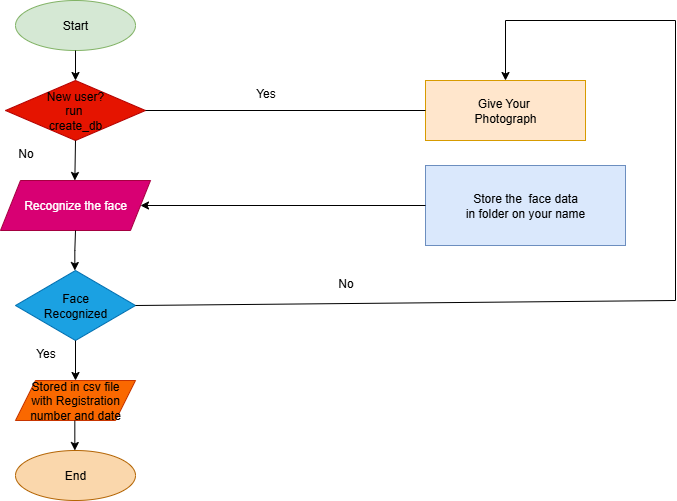 Start
New user?
run
create_db
Yes
Give Your
Photograph
No
Recognize the face
Store the  face data
in folder on your name
Face
Recognized
No
Yes
Stored in csv file
with Registration
number and date
End